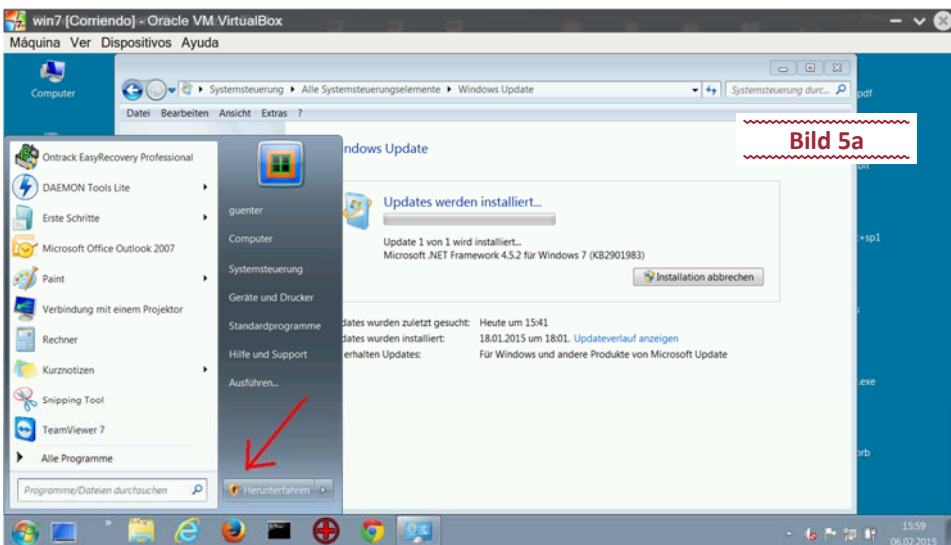 win7 [Corriendo] - Oracle VM VirtualBox
Máquina Ver Dispositivos Ayuda
Computer
Systemsteuerung Alle Systemsteuerungselemente Windows Update
Systemsteuerung durc...
pdf
Datei Bearbeiten Ansicht Extras ?
Bild 5a
ndows Update
Ontrack EasyRecovery Professional
DAEMON Tools Lite
Erste Schritte
Microsoft Office Outlook 2007
Paint
Verbindung mit einem Projektor
Rechner
Kurznotizen
Snipping Tool
TeamViewer 7
Alle Programme
Programme/Dateien durchsuchen
guenter
Computer
Systemsteuerung
Geräte und Drucker
Standardprogramme
Hilfe und Support
Ausführen...
Herunterfahren
Updates werden installiert...
Update 1 von 1 wird installiert...
Microsoft .NET Framework 4.5.2 für Windows 7 (KB2901983)
Installation abbrechen
dates wurden zuletzt gesucht: Heute um 15:41
dates wurden installiert: 18.01.2015 um 18:01. Updateverlauf anzeigen
erhalten Updates: Für Windows und andere Produkte von Microsoft Update
:+sp1
.exe
orb
15:59
06.02.2015